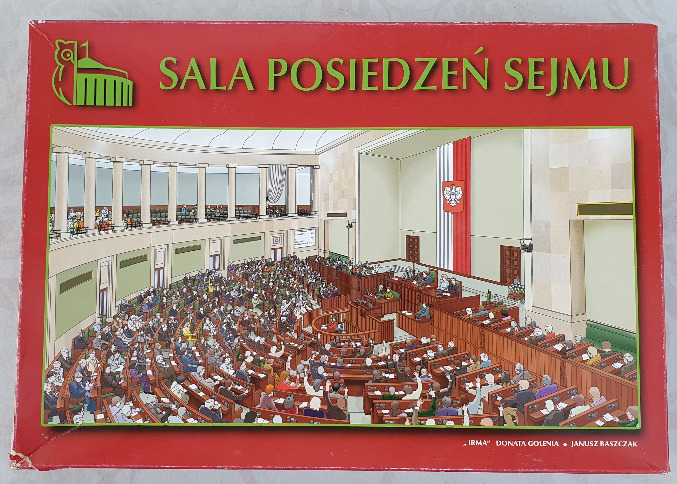 SALA POSIEDZEŃ SEJMU
„IRMA" DONATA GOLENIA • JANUSZ BASZCZAK